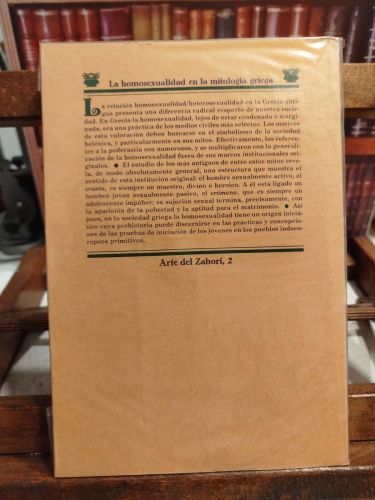 La homosexualidad en la mitología griega
La relación homosexualidad/heterosexualidad en la Grecia anti-
gua presenta una diferencia radical respecto de nuestra socie-
dad. En Grecia la homosexualidad, lejos de estar condenada o margi-
nada, era una práctica de los medios civiles más selectos. Los motivos
de esta valoración deben buscarse en el simbolismo de la sociedad
helénica, y particularmente en sus mitos. Efectivamente, los referen-
tes a la pederastia son numerosos, y se multiplicaron con la generali-
zación de la homosexualidad fuera de sus marcos institucionales ori-
ginales. ● El estudio de los más antiguos de entre estos mitos reve-
la, de modo absolutamente general, una estructura que muestra el
sentido de esta institución original: el hombre sexualmente activo, el
erasta, es siempre un maestro, divino o heroico. A él está ligado un
hombre joven sexualmente pasivo, el erómeno, que es siempre un
adolescente impúber; su sujeción sexual termina, precisamente, con
la aparición de la pubertad y la aptitud para el matrimonio. ● Así
pues, en la sociedad griega la homosexualidad tiene un origen iniciá-
tico cuya prehistoria puede discernirse en las prácticas y concepcio-
nes de las pruebas de iniciación de los jóvenes en los pueblos indoeu-
ropeos primitivos.
Arte del Zahorí, 2